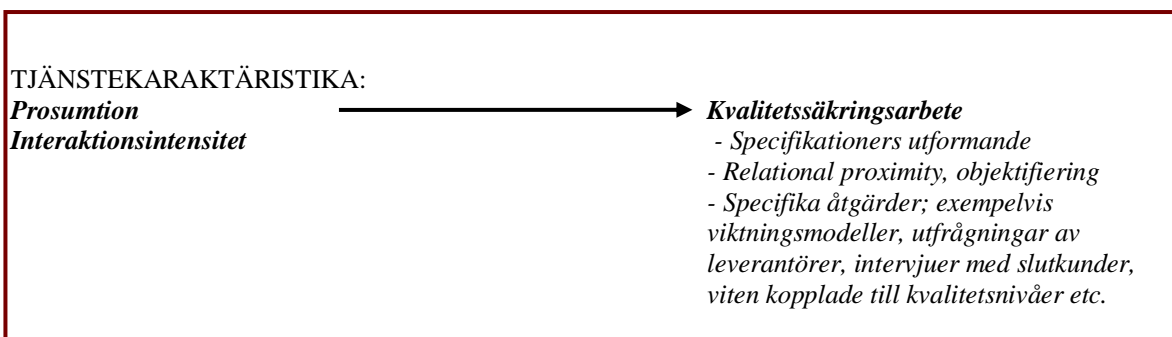 TJÄNSTEKARAKTÄRISTIKA:
Prosumtion
Interaktionsintensitet
Kvalitetssäkringsarbete
- Specifikationers utformande
- Relational proximity, objektifiering
- Specifika åtgärder; exempelvis
viktningsmodeller, utfrågningar av
leverantörer, intervjuer med slutkunder,
viten kopplade till kvalitetsnivåer etc.